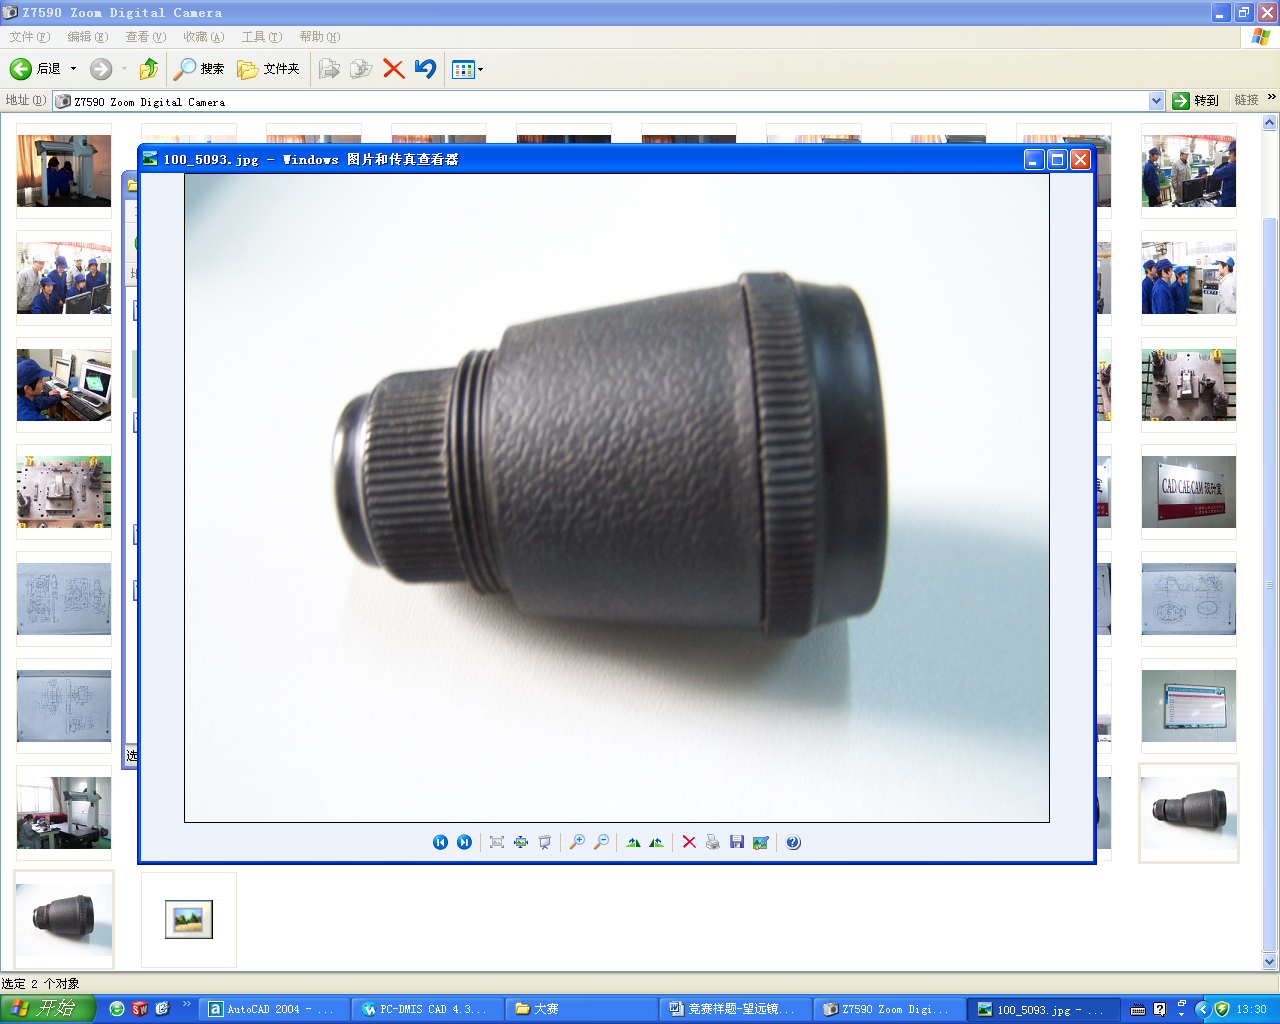 Z7590 Zoom Digital Camera
文件(F) 编辑(E) 查看(V) 收藏(A) 工具(T) 帮助(H)
后退 搜索 文件夹
地址(D) Z7590 Zoom Digital Camera 转到 链接 »
100_5093.jpg - Windows 图片和传真查看器
CAD/CAE/CAM 设计室
选
选定 2 个对象
开始 » AutoCAD 2004 - ... PC-DMIS CAD 4.3... 大赛 竞赛样题-望远镜... Z7590 Zoom Digi... 100_5093.jpg - ... 13:30